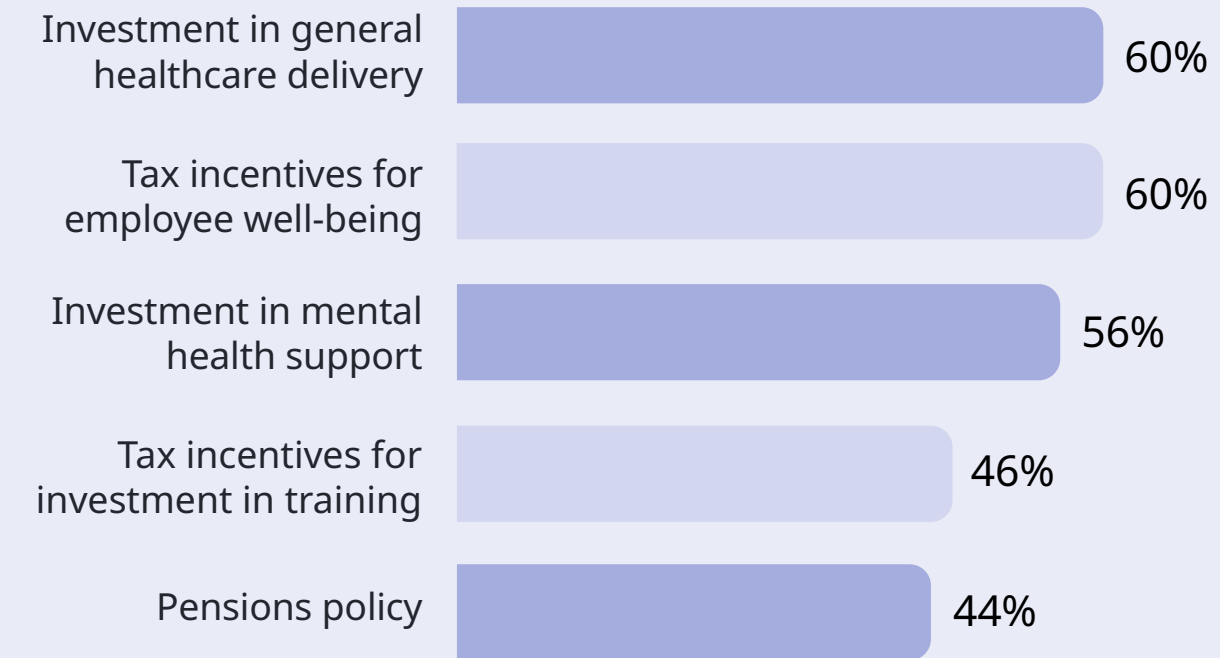 Investment in general
healthcare delivery
60%
Tax incentives for
employee well-being
60%
Investment in mental
health support
56%
Tax incentives for
investment in training
46%
Pensions policy
44%